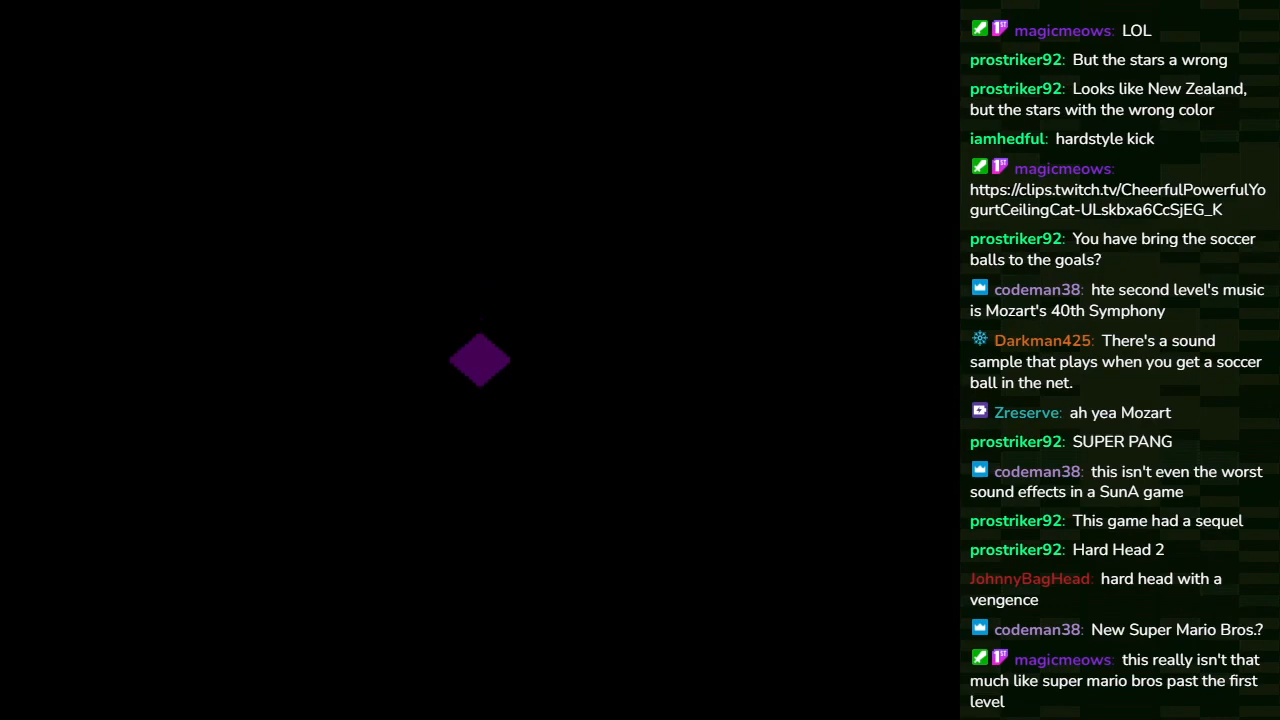 magicmeows: LOL
prostriker92: But the stars a wrong
prostriker92: Looks like New Zealand,
but the stars with the wrong color
iamhedful: hardstyle kick
magicmeows:
https://clips.twitch.tv/CheerfulPowerfulYo
gurtCeilingCat-ULskbxa6CcSjEG_K
prostriker92: You have bring the soccer
balls to the goals?
codeman38: hte second level's music
is Mozart's 40th Symphony
Darkman425: There's a sound
sample that plays when you get a soccer
ball in the net.
Zreserve: ah yea Mozart
prostriker92: SUPER PANG
codeman38: this isn't even the worst
sound effects in a SunA game
prostriker92: This game had a sequel
prostriker92: Hard Head 2
JohnnyBagHead: hard head with a
vengence
codeman38: New Super Mario Bros.?
magicmeows: this really isn't that
much like super mario bros past the first
level